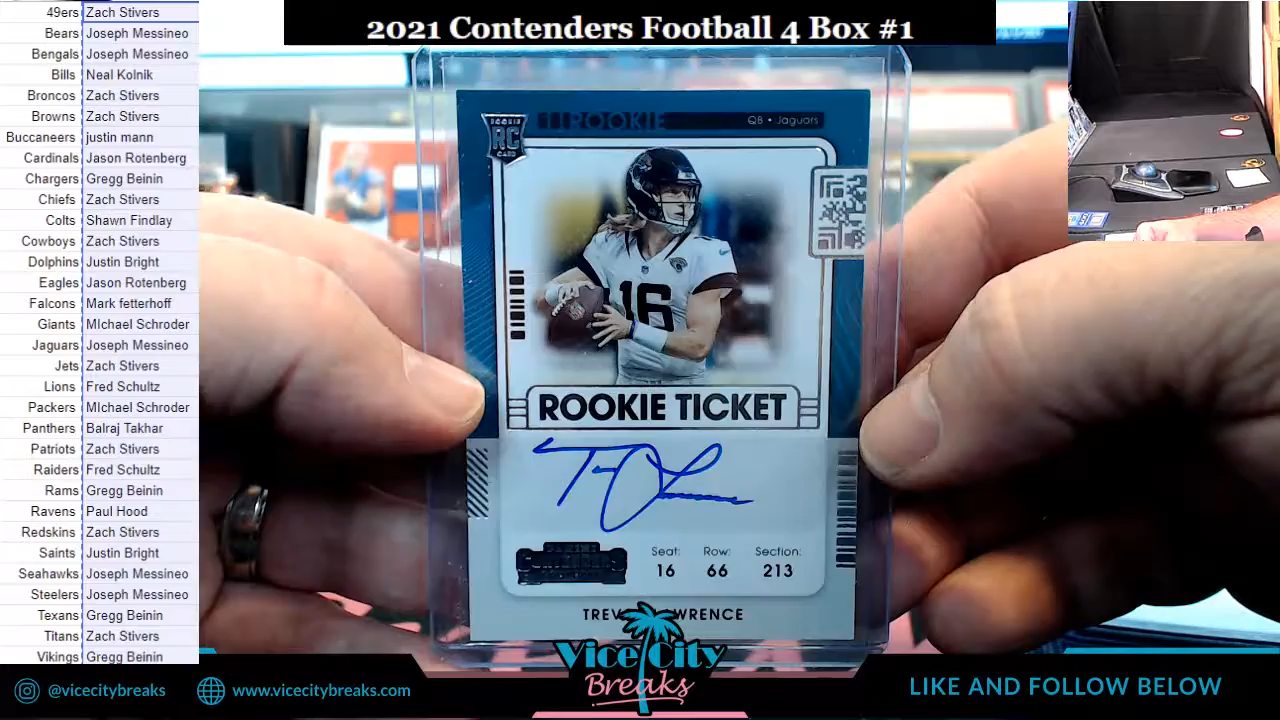 2021 Contenders Football 4 Box #1
49ers Zach Stivers
Bears Joseph Messineo
Bengals Joseph Messineo
Bills Neal Kolnik
Broncos Zach Stivers
Browns Zach Stivers
Buccaneers justin mann
Cardinals Jason Rotenberg
Chargers Gregg Beinin
Chiefs Zach Stivers
Colts Shawn Findlay
Cowboys Zach Stivers
Dolphins Justin Bright
Eagles Jason Rotenberg
Falcons Mark fetterhoff
Giants MIchael Schroder
Jaguars Joseph Messineo
Jets Zach Stivers
Lions Fred Schultz
Packers MIchael Schroder
Panthers Balraj Takhar
Patriots Zach Stivers
Raiders Fred Schultz
Rams Gregg Beinin
Ravens Paul Hood
Redskins Zach Stivers
Saints Justin Bright
Seahawks Joseph Messineo
Steelers Joseph Messineo
Texans Gregg Beinin
Titans Zach Stivers
Vikings Gregg Beinin
ROOKIE
RC
CARD
ROOKIE
QB • Jaguars
16
ROOKIE TICKET
PANINI
CONTENDERS
Seat: Row: Section:
16 66 213
TREV WRENCE
Vice City
Breaks
@vicecitybreaks
www.vicecitybreaks.com
LIKE AND FOLLOW BELOW